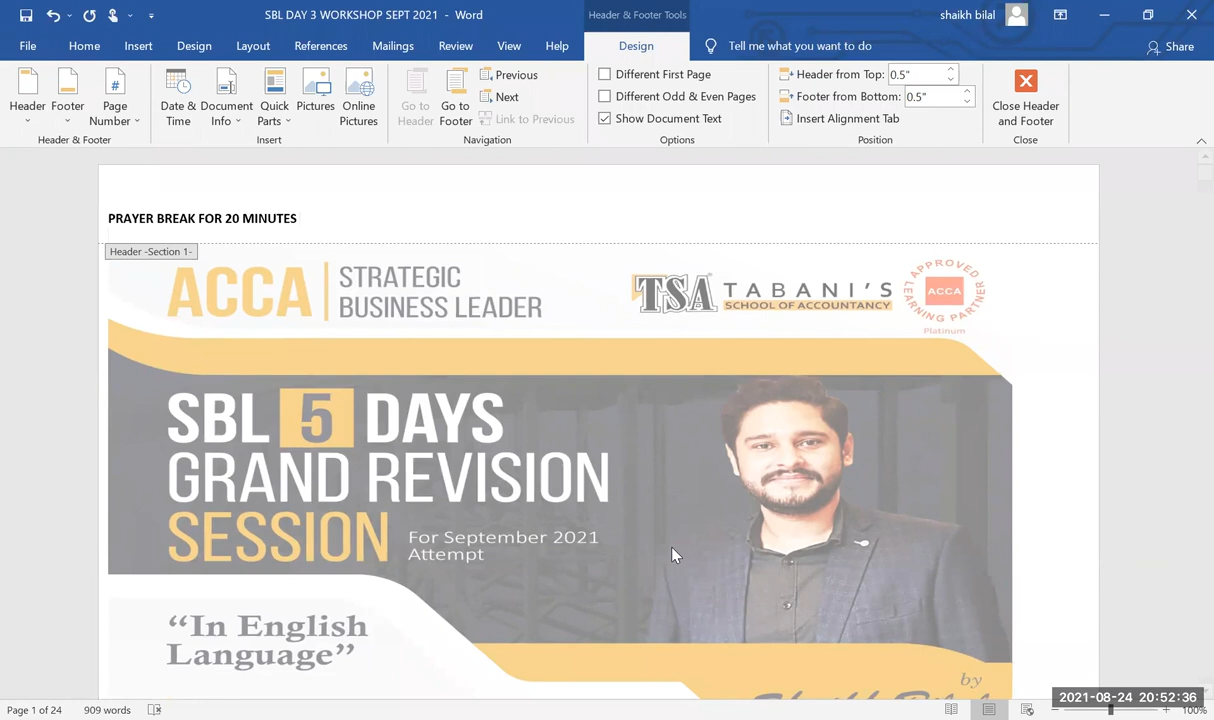 SBL DAY 3 WORKSHOP SEPT 2021 - Word
Header & Footer Tools
shaikh bilal
File Home Insert Design Layout References Mailings Review View Help Design Tell me what you want to do Share
Header
Footer
Page Number
Header & Footer
Date & Time
Document Info
Quick Parts
Pictures
Online Pictures
Insert
Go to Header
Go to Footer
Previous
Next
Link to Previous
Navigation
Different First Page
Different Odd & Even Pages
Show Document Text
Options
Header from Top: 0.5"
Footer from Bottom: 0.5"
Insert Alignment Tab
Position
Close Header and Footer
Close
PRAYER BREAK FOR 20 MINUTES
Header -Section 1-
ACCA
STRATEGIC
BUSINESS LEADER
TSA TABANI'S
SCHOOL OF ACCOUNTANCY
APPROVED
ACCA
LEARNING PARTNER
Platinum
SBL 5 DAYS
GRAND REVISION
SESSION
For September 2021
Attempt
“In English
Language”
by
2021-08-24 20:52:36
Page 1 of 24 909 words
100%